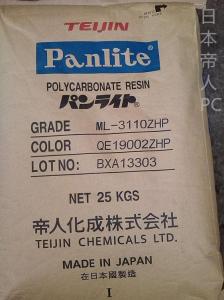 TEIJIN
Panlite®
POLYCARBONATE RESIN
パンライト®
GRADE ML-3110ZHP
COLOR QE19002ZHP
LOT NO: BXA13303
NET 25 KGS
帝人化成株式会社
TEIJIN CHEMICALS LTD.
MADE IN JAPAN
在日本國製造
I
日本帝人PC